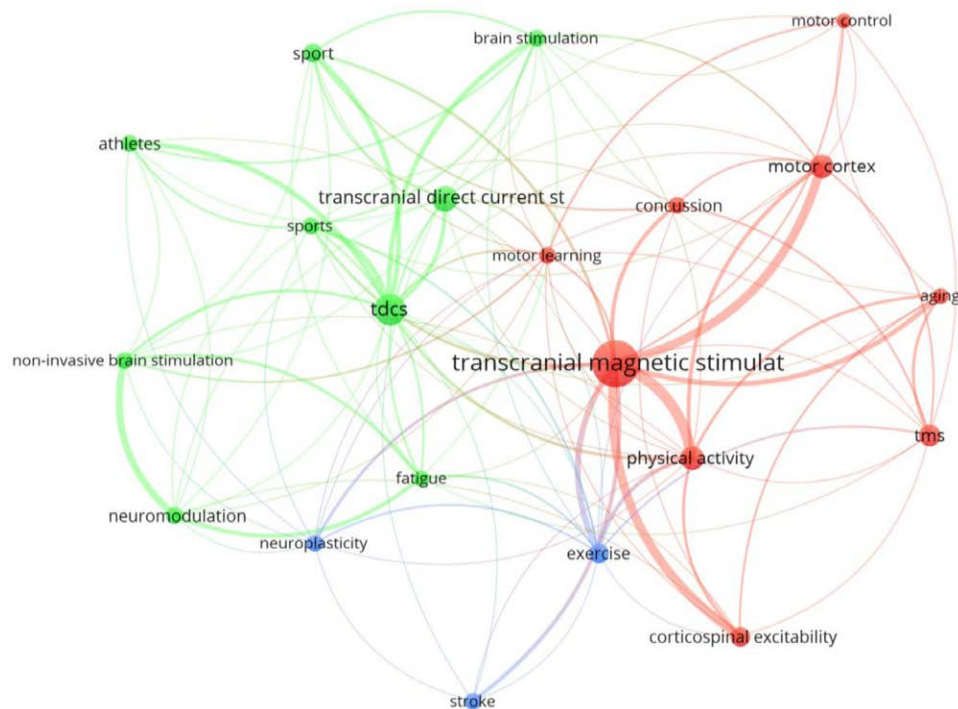 motor control
brain stimulation
sport
athletes
motor cortex
transcranial direct current st
concussion
sports
motor learning
aging
tdcs
non-invasive brain stimulation
transcranial magnetic stimulat
tms
physical activity
fatigue
neuromodulation
neuroplasticity
exercise
corticospinal excitability
stroke